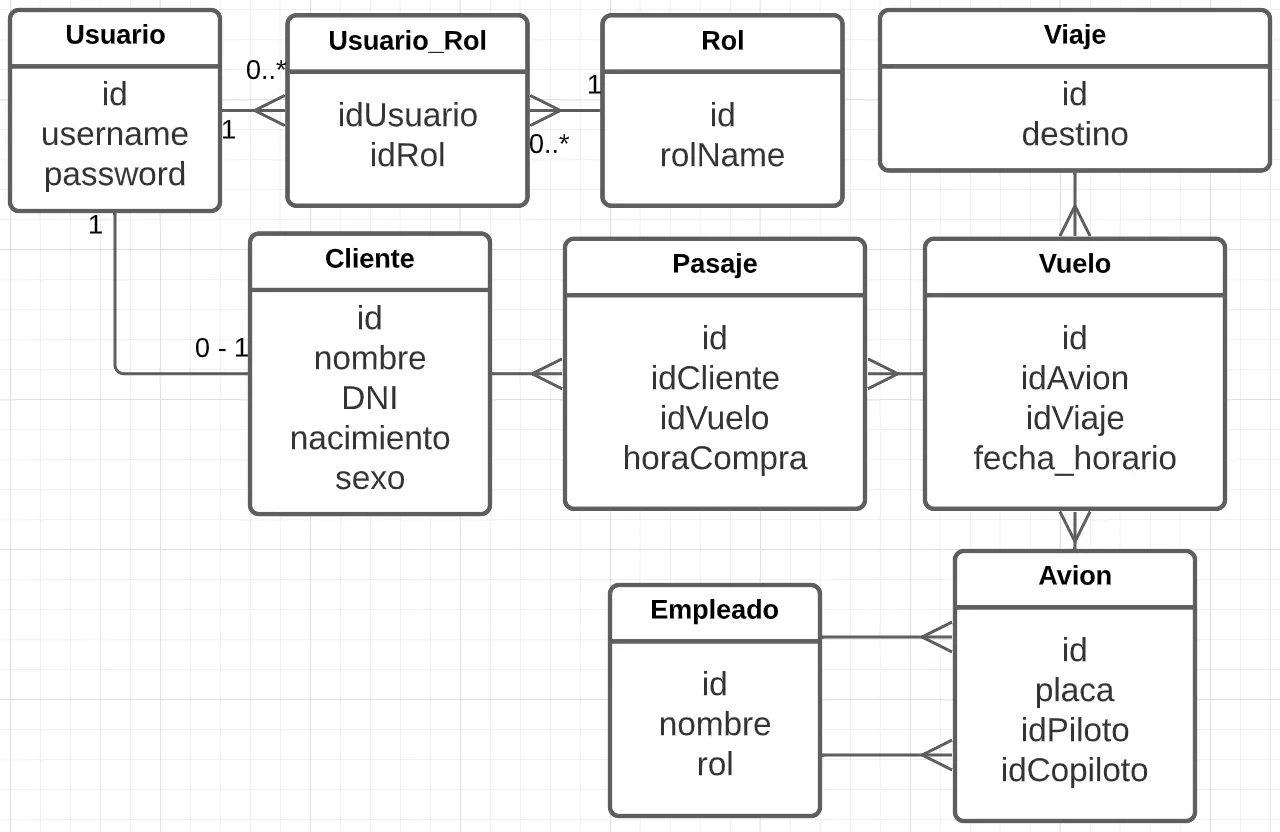 Usuario
id
username
password
1
1
0..*
Usuario_Rol
idUsuario
idRol
0..*
1
Rol
id
rolName
Viaje
id
destino
0 - 1
Cliente
id
nombre
DNI
nacimiento
sexo
Pasaje
id
idCliente
idVuelo
horaCompra
Vuelo
id
idAvion
idViaje
fecha_horario
Empleado
id
nombre
rol
Avion
id
placa
idPiloto
idCopiloto